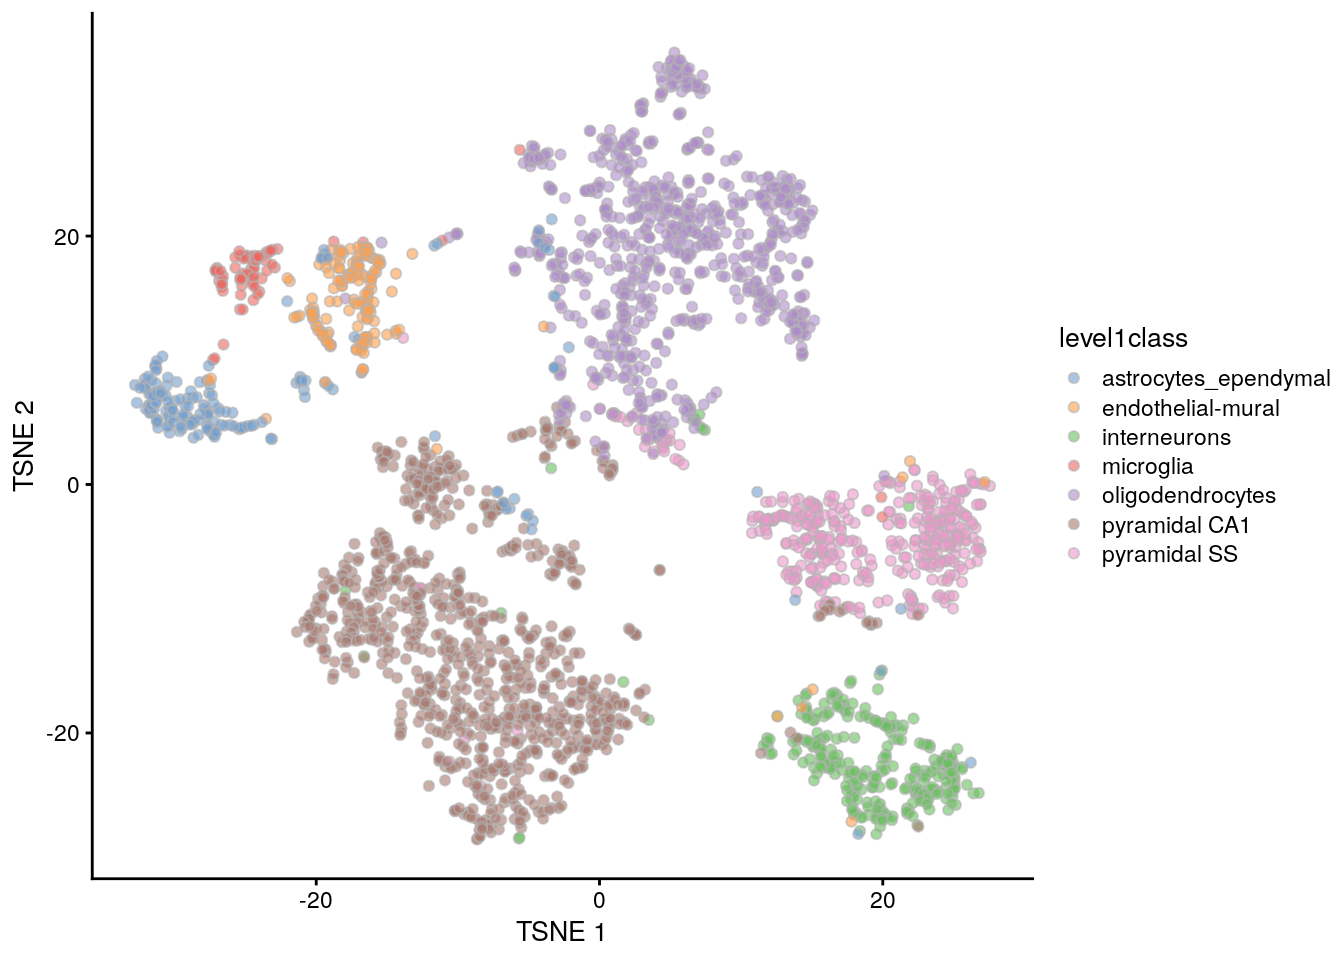 TSNE 2
20
0
-20
-20
0
20
TSNE 1
level1class
astrocytes_ependymal
endothelial-mural
interneurons
microglia
oligodendrocytes
pyramidal CA1
pyramidal SS